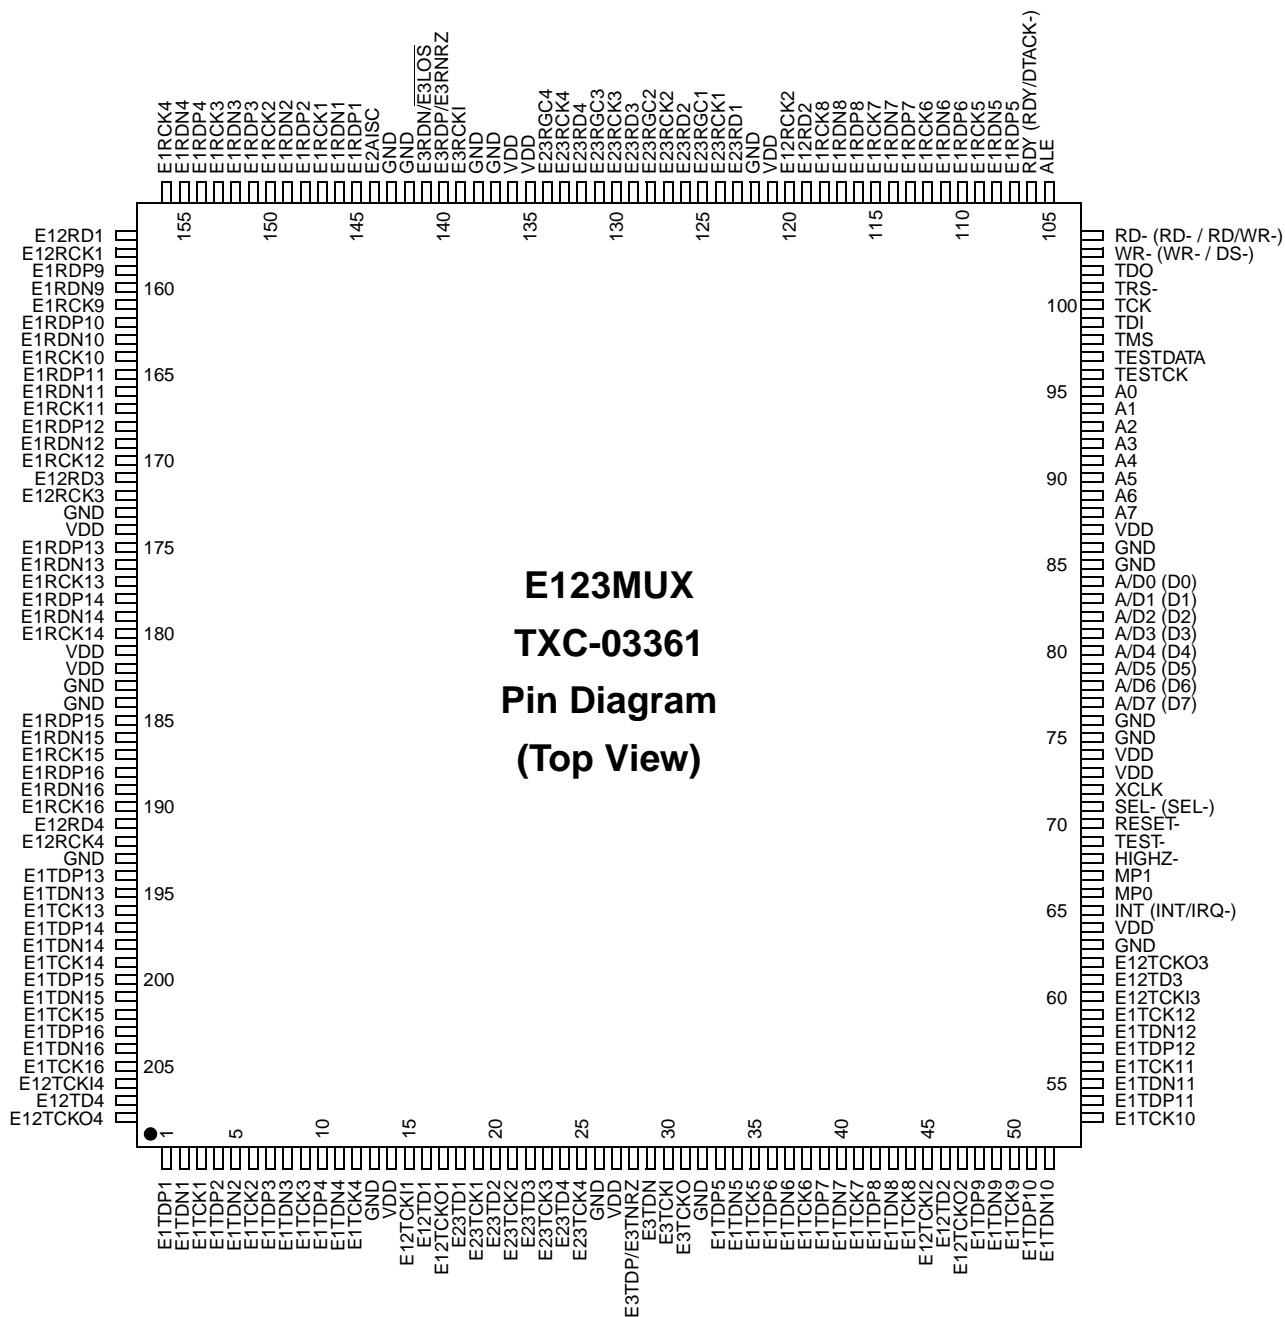 E1RCK4
E1RDN4
E1RDP4
E1RCK3
E1RDN3
E1RDP3
E1RCK2
E1RDN2
E1RDP2
E1RCK1
E1RDN1
E1RDP1
E2AISC
GND
GND
E3RDN/E3LOS
E3RDP/E3RNRZ
E3RCKI
GND
GND
VDD
VDD
E23RGC4
E23RCK4
E23RD4
E23RGC3
E23RCK3
E23RD3
E23RGC2
E23RCK2
E23RD2
E23RGC1
E23RCK1
E23RD1
GND
VDD
E12RCK2
E12RD2
E1RCK8
E1RDN8
E1RDP8
E1RCK7
E1RDN7
E1RDP7
E1RCK6
E1RDN6
E1RDP6
E1RCK5
E1RDN5
E1RDP5
RDY (RDY/DTACK-)
ALE
155
150
145
140
135
130
125
120
115
110
105
E12RD1
E12RCK1
E1RDP9
E1RDN9
E1RCK9
E1RDP10
E1RDN10
E1RCK10
E1RDP11
E1RDN11
E1RCK11
E1RDP12
E1RDN12
E1RCK12
E12RD3
E12RCK3
GND
VDD
E1RDP13
E1RDN13
E1RCK13
E1RDP14
E1RDN14
E1RCK14
VDD
VDD
GND
GND
E1RDP15
E1RDN15
E1RCK15
E1RDP16
E1RDN16
E1RCK16
E12RD4
E12RCK4
GND
E1TDP13
E1TDN13
E1TCK13
E1TDP14
E1TDN14
E1TCK14
E1TDP15
E1TDN15
E1TCK15
E1TDP16
E1TDN16
E1TCK16
E12TCKI4
E12TD4
E12TCKO4
160
165
170
175
180
185
190
195
200
205
E123MUX
TXC-03361
Pin Diagram
(Top View)
100
95
90
85
80
75
70
65
60
55
RD- (RD- / RD/WR-)
WR- (WR- / DS-)
TDO
TRS-
TCK
TDI
TMS
TESTDATA
TESTCK
A0
A1
A2
A3
A4
A5
A6
A7
VDD
GND
GND
A/D0 (D0)
A/D1 (D1)
A/D2 (D2)
A/D3 (D3)
A/D4 (D4)
A/D5 (D5)
A/D6 (D6)
A/D7 (D7)
GND
GND
VDD
VDD
XCLK
SEL- (SEL-)
RESET-
TEST-
HIGHZ-
MP1
MP0
INT (INT/IRQ-)
VDD
GND
E12TCKO3
E12TD3
E12TCKI3
E1TCK12
E1TDN12
E1TDP12
E1TCK11
E1TDN11
E1TDP11
E1TCK10
1
5
10
15
20
25
30
35
40
45
50
E1TDP1
E1TDN1
E1TCK1
E1TDP2
E1TDN2
E1TCK2
E1TDP3
E1TDN3
E1TCK3
E1TDP4
E1TDN4
E1TCK4
GND
VDD
E12TCKI1
E12TD1
E12TCKO1
E23TD1
E23TCK1
E23TD2
E23TCK2
E23TD3
E23TCK3
E23TD4
E23TCK4
GND
VDD
E3TDP/E3TNRZ
E3TDN
E3TCKI
E3TCKO
GND
E1TDP5
E1TDN5
E1TCK5
E1TDP6
E1TDN6
E1TCK6
E1TDP7
E1TDN7
E1TCK7
E1TDP8
E1TDN8
E1TCK8
E12TCKI2
E12TD2
E12TCKO2
E1TDP9
E1TDN9
E1TCK9
E1TDP10
E1TDN10